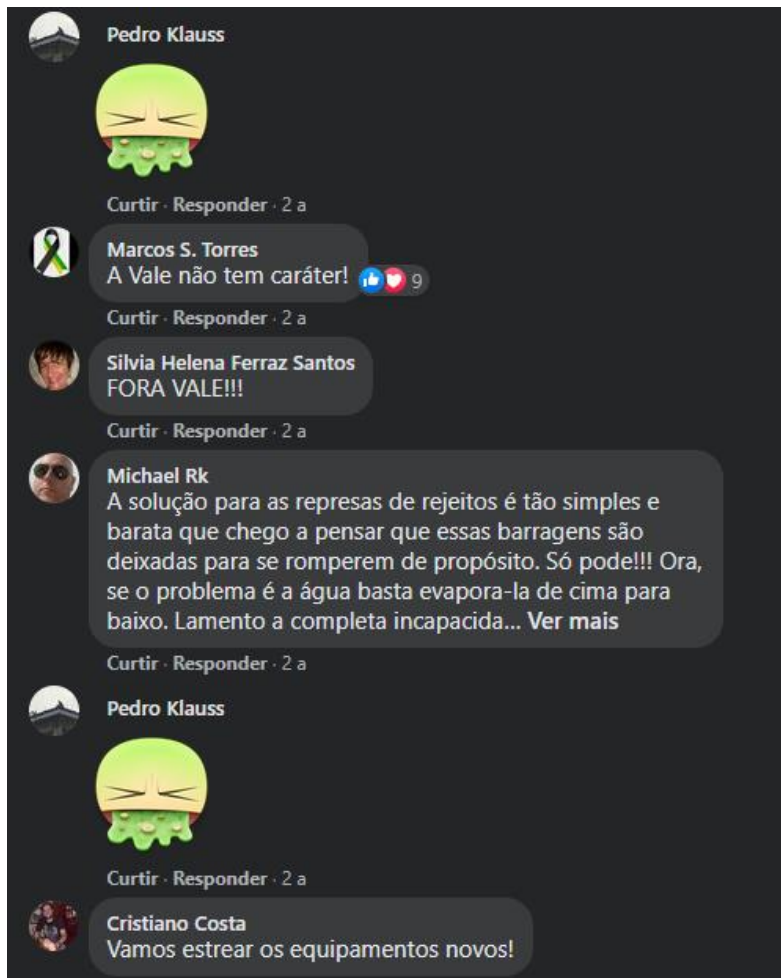 Pedro Klauss
Curtir · Responder · 2 a
Marcos S. Torres
A Vale não tem caráter!
9
Curtir · Responder · 2 a
Silvia Helena Ferraz Santos
FORA VALE!!!
Curtir · Responder · 2 a
Michael Rk
A solução para as represas de rejeitos é tão simples e
barata que chego a pensar que essas barragens são
deixadas para se romperem de propósito. Só pode!!! Ora,
se o problema é a água basta evapora-la de cima para
baixo. Lamento a completa incapacida... Ver mais
Curtir · Responder · 2 a
Pedro Klauss
Curtir · Responder · 2 a
Cristiano Costa
Vamos estrear os equipamentos novos!